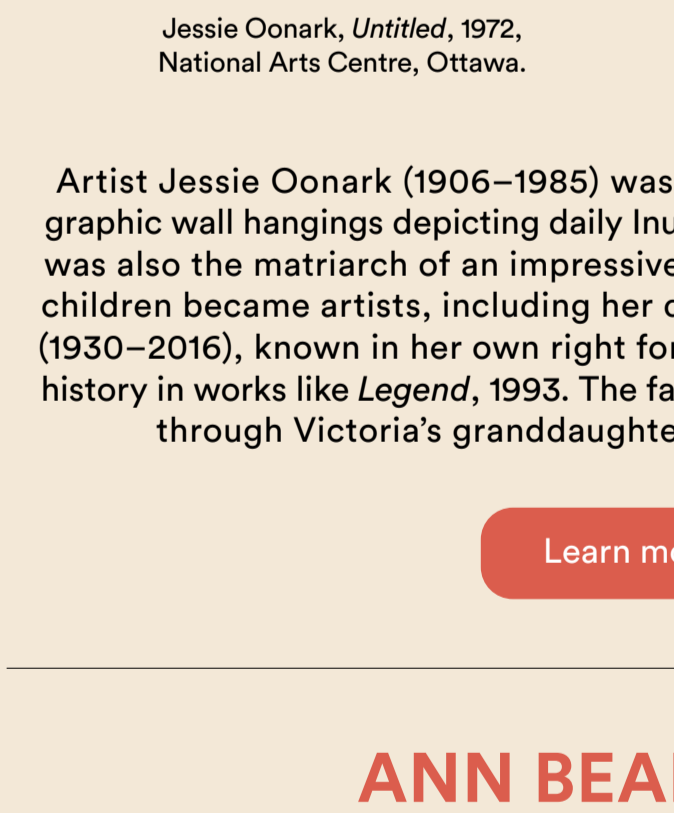 Jessie Oonark, Untitled, 1972,
National Arts Centre, Ottawa.
Artist Jessie Oonark (1906–1985) was
graphic wall hangings depicting daily
was also the matriarch of an impressive
children became artists, including her
(1930–2016), known in her own right
history in works like Legend, 1993. The
through Victoria’s
Learn
ANN